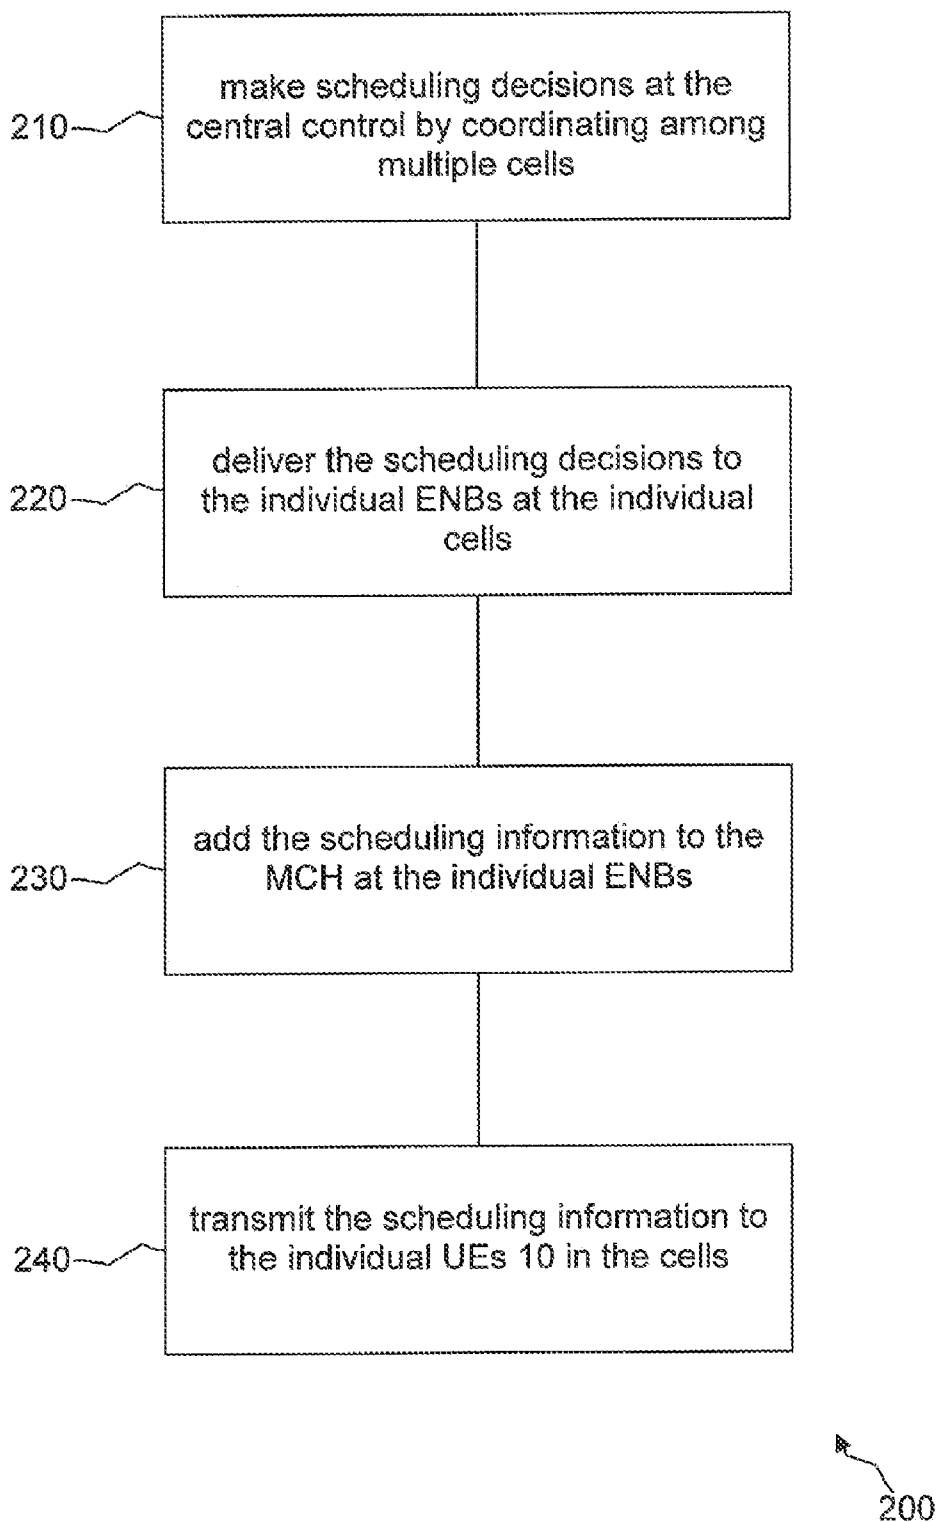 make scheduling decisions at the
central control by coordinating among
multiple cells
210
deliver the scheduling decisions to
the individual ENBs at the individual
cells
220
add the scheduling information to the
MCH at the individual ENBs
230
transmit the scheduling information to
the individual UEs 10 in the cells
240
200